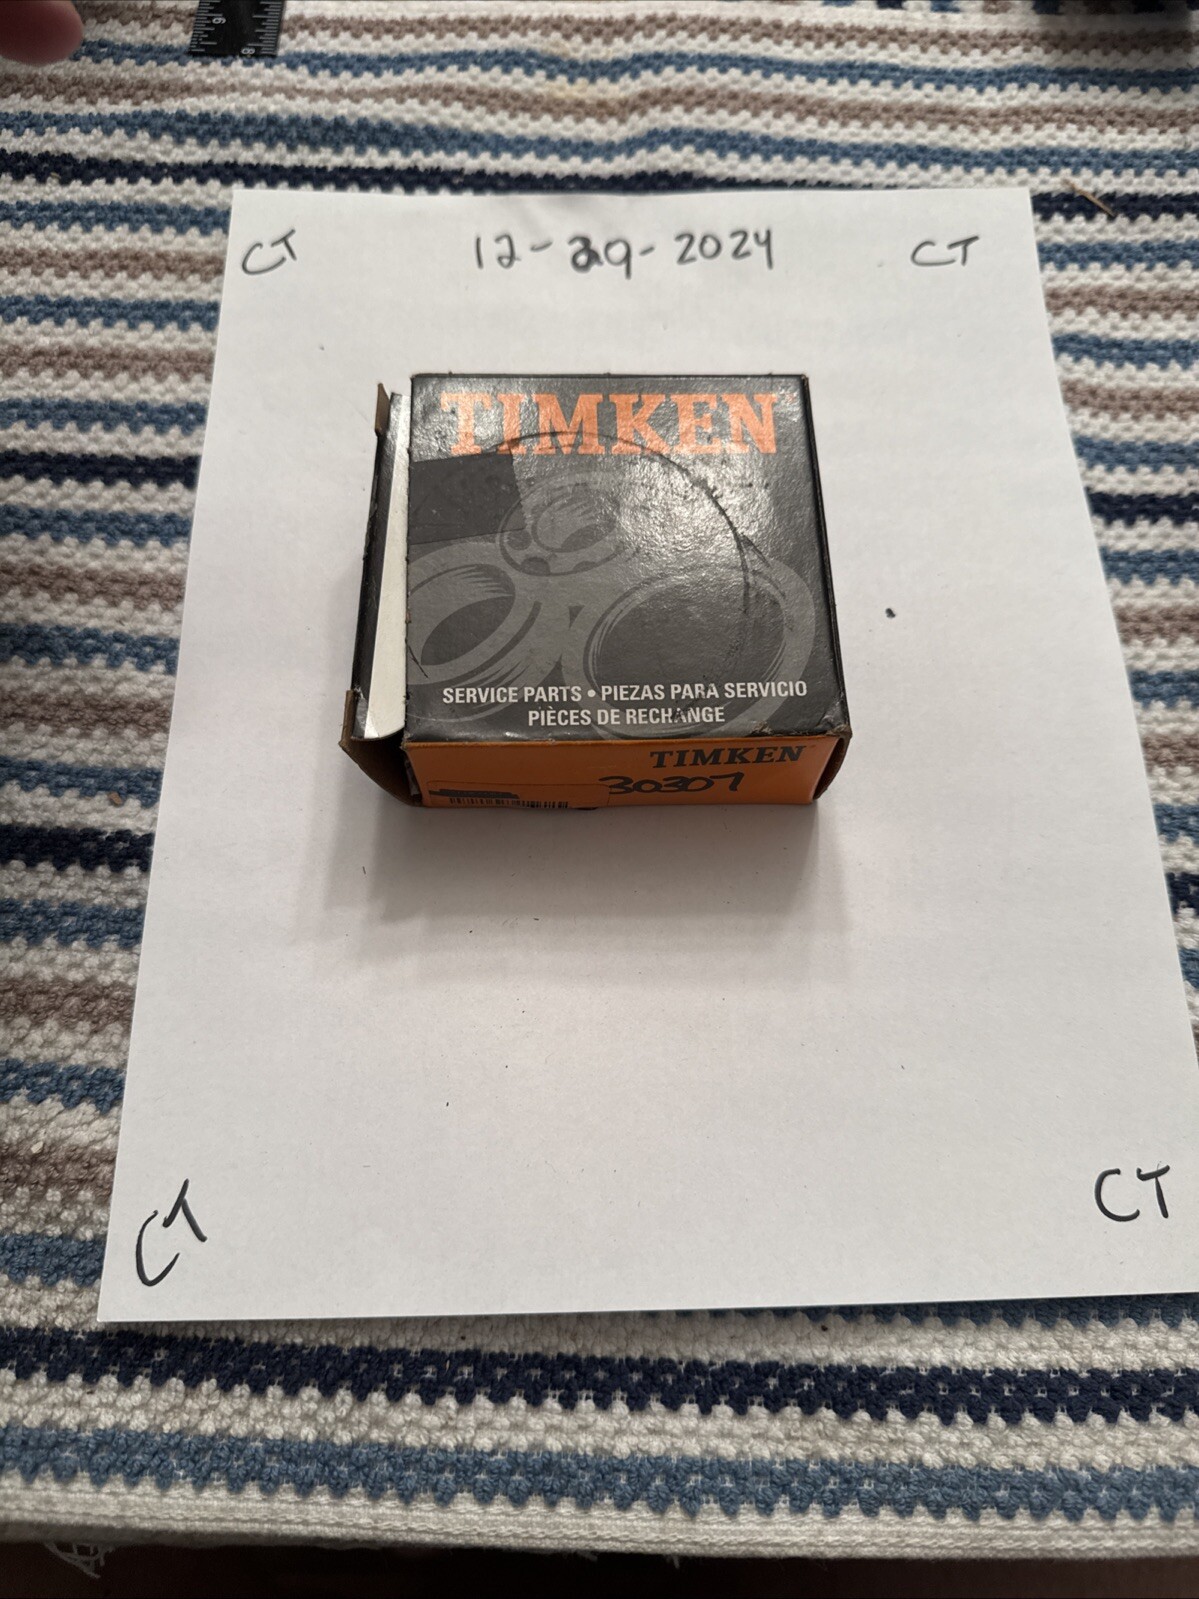 CT 12-29-2024 CT
TIMKEN
SERVICE PARTS • PIEZAS PARA SERVICIO
PIÈCES DE RECHANGE
TIMKEN
30307
CT
CT